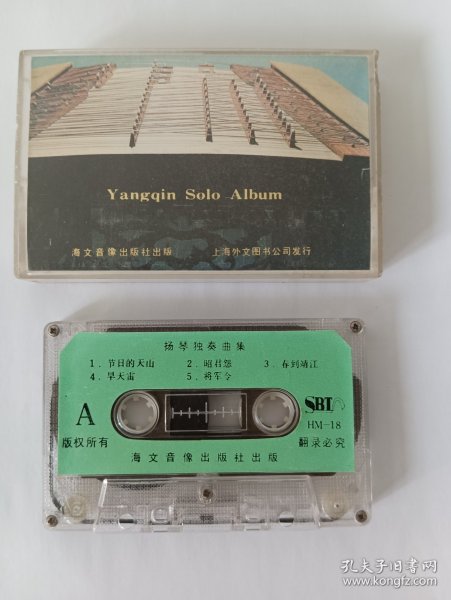 Yangqin Solo Album
海文音像出版社出版 上海外文图书公司发行
扬琴独奏曲集
1. 节日的天山 2. 昭君怨 3. 春到靖江
4. 旱天雷 5. 将军令
A
SBT
版权所有 HM-18
翻录必究
海文音像出版社出版
孔夫子旧书网
www.kongfz.com